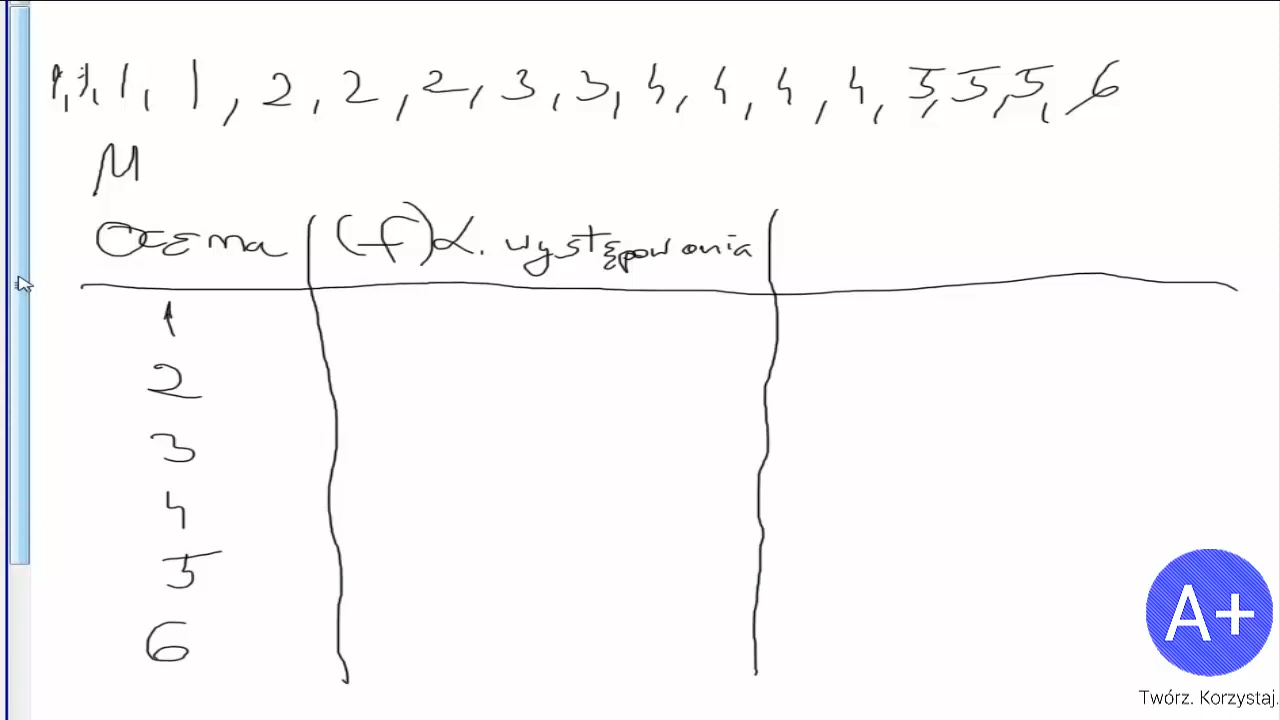 1, 1, 1, 1, 2, 2, 2, 3, 3, 4, 4, 4, 4, 5, 5, 5, 6
M
Ocena (f) L. występowania
1
2
3
4
5
6
A+
Twórz. Korzystaj.